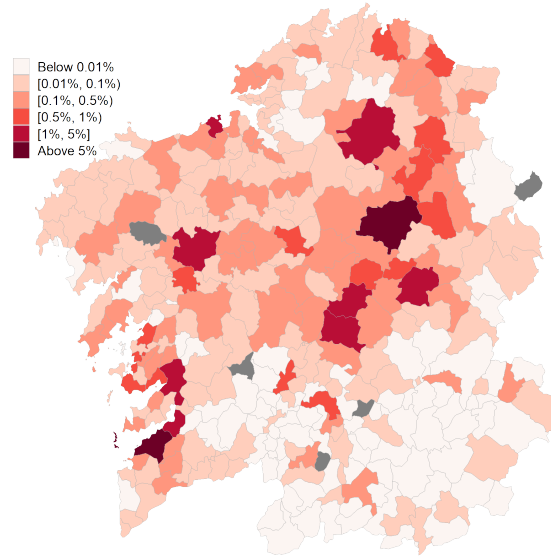 Below 0.01%
[0.01%, 0.1%)
[0.1%, 0.5%)
[0.5%, 1%)
[1%, 5%]
Above 5%